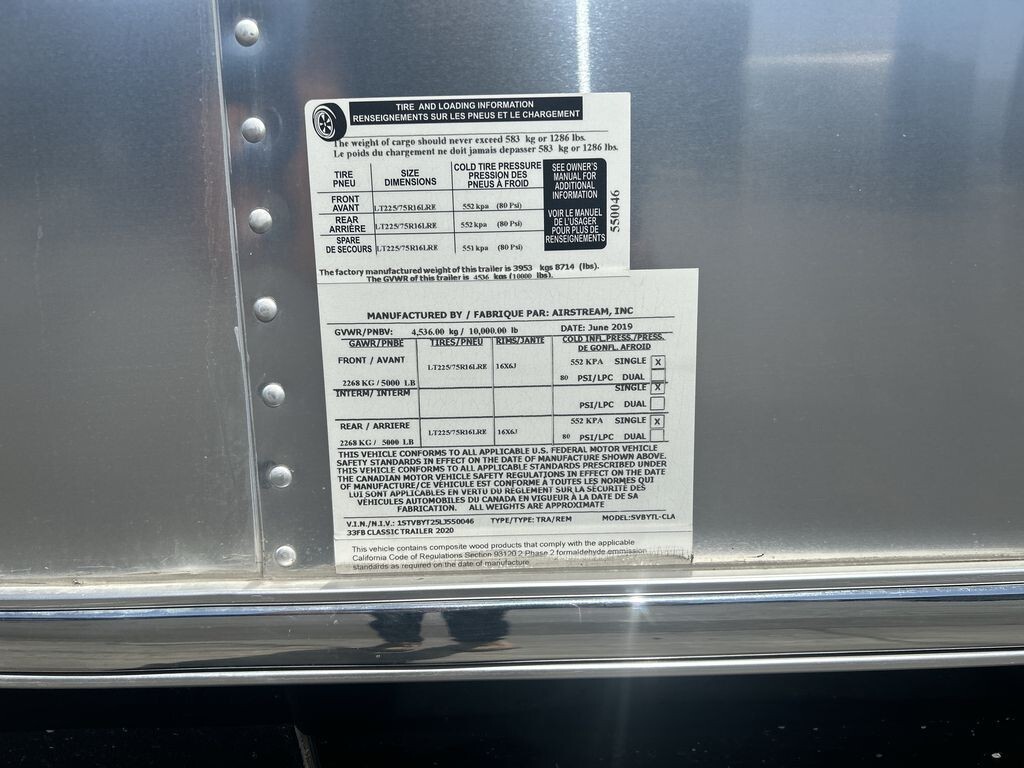 TIRE AND LOADING INFORMATION
RENSEIGNEMENTS SUR LES PNEUS ET LE CHARGEMENT
The weight of cargo should never exceed 583 kg or 1286 lbs.
Le poids du chargement ne doit jamais depasser 583 kg or 1286 lbs.
TIRE PNEU
SIZE DIMENSIONS
COLD TIRE PRESSURE PRESSION DES PNEUS À FROID
FRONT AVANT LT225/75R16LRE 552 kpa (80 Psi)
REAR ARRIÈRE LT225/75R16LRE 552 kpa (80 Psi)
SPARE DE SECOURS LT225/75R16LRE 551 kpa (80 Psi)
SEE OWNER'S
MANUAL FOR
ADDITIONAL
INFORMATION
VOIR LE MANUEL
DE L'USAGER
POUR PLUS DE
RENSEIGNEMENTS
550046
The factory manufactured weight of this trailer is 3953 kgs 8714 (lbs).
The GVWR of this trailer is 4536 kgs (10000 lbs).
MANUFACTURED BY / FABRIQUE PAR: AIRSTREAM, INC
GVWR/PNBV: 4,536.00 kg / 10,000.00 lb DATE: June 2019
GAWR/PNBE TIRES/PNEU RIMS/JANTE COLD INFL.PRESS./PRESS.
DE GONFL. AFROID
FRONT / AVANT LT225/75R16LRE 16X6J 552 KPA SINGLE X
2268 KG / 5000 LB 80 PSI/LPC DUAL
INTERM/ INTERM SINGLE X
PSI/LPC DUAL
REAR / ARRIERE LT225/75R16LRE 16X6J 552 KPA SINGLE X
2268 KG / 5000 LB 80 PSI/LPC DUAL
THIS VEHICLE CONFORMS TO ALL APPLICABLE U.S. FEDERAL MOTOR VEHICLE
SAFETY STANDARDS IN EFFECT ON THE DATE OF MANUFACTURE SHOWN ABOVE.
THIS VEHICLE CONFORMS TO ALL APPLICABLE STANDARDS PRESCRIBED UNDER
THE CANADIAN MOTOR VEHICLE SAFETY REGULATIONS IN EFFECT ON THE DATE
OF MANUFACTURE/CE VÉHICULE EST CONFORME A TOUTES LES NORMES QUI
LUI SONT APPLICABLES EN VERTU DU RÈGLEMENT SUR LA SÉCURITÉ DES
VÉHICULES AUTOMOBILES DU CANADA EN VIGUEUR À LA DATE DE SA
FABRICATION. ALL WEIGHTS ARE APPROXIMATE
V.I.N./N.I.V.: 1STVBYT25LJ550046 TYPE/TYPE: TRA/REM MODEL:SVBYTL-CLA
33FB CLASSIC TRAILER 2020
This vehicle contains composite wood products that comply with the applicable
California Code of Regulations Section 93120.2 Phase 2 formaldehyde emmission
standards as required on the date of manufacture